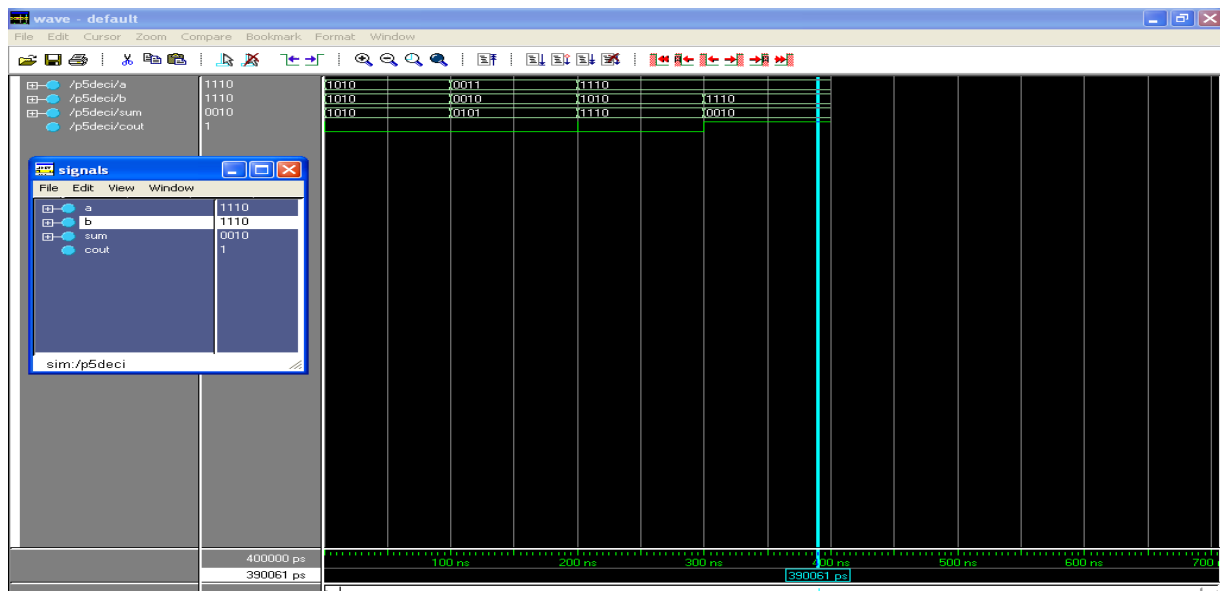 wave - default
File Edit Cursor Zoom Compare Bookmark Format Window
/p5deci/a 1110 1010 0011 1110
/p5deci/b 1110 1010 0010 1010 1110
/p5deci/sum 0010 1010 0101 1110 0010
/p5deci/cout 1
signals
File Edit View Window
a 1110
b 1110
sum 0010
cout 1
sim:/p5deci
400000 ps 100 ns 200 ns 300 ns 400 ns 500 ns 600 ns 700
390061 ps 390061 ps